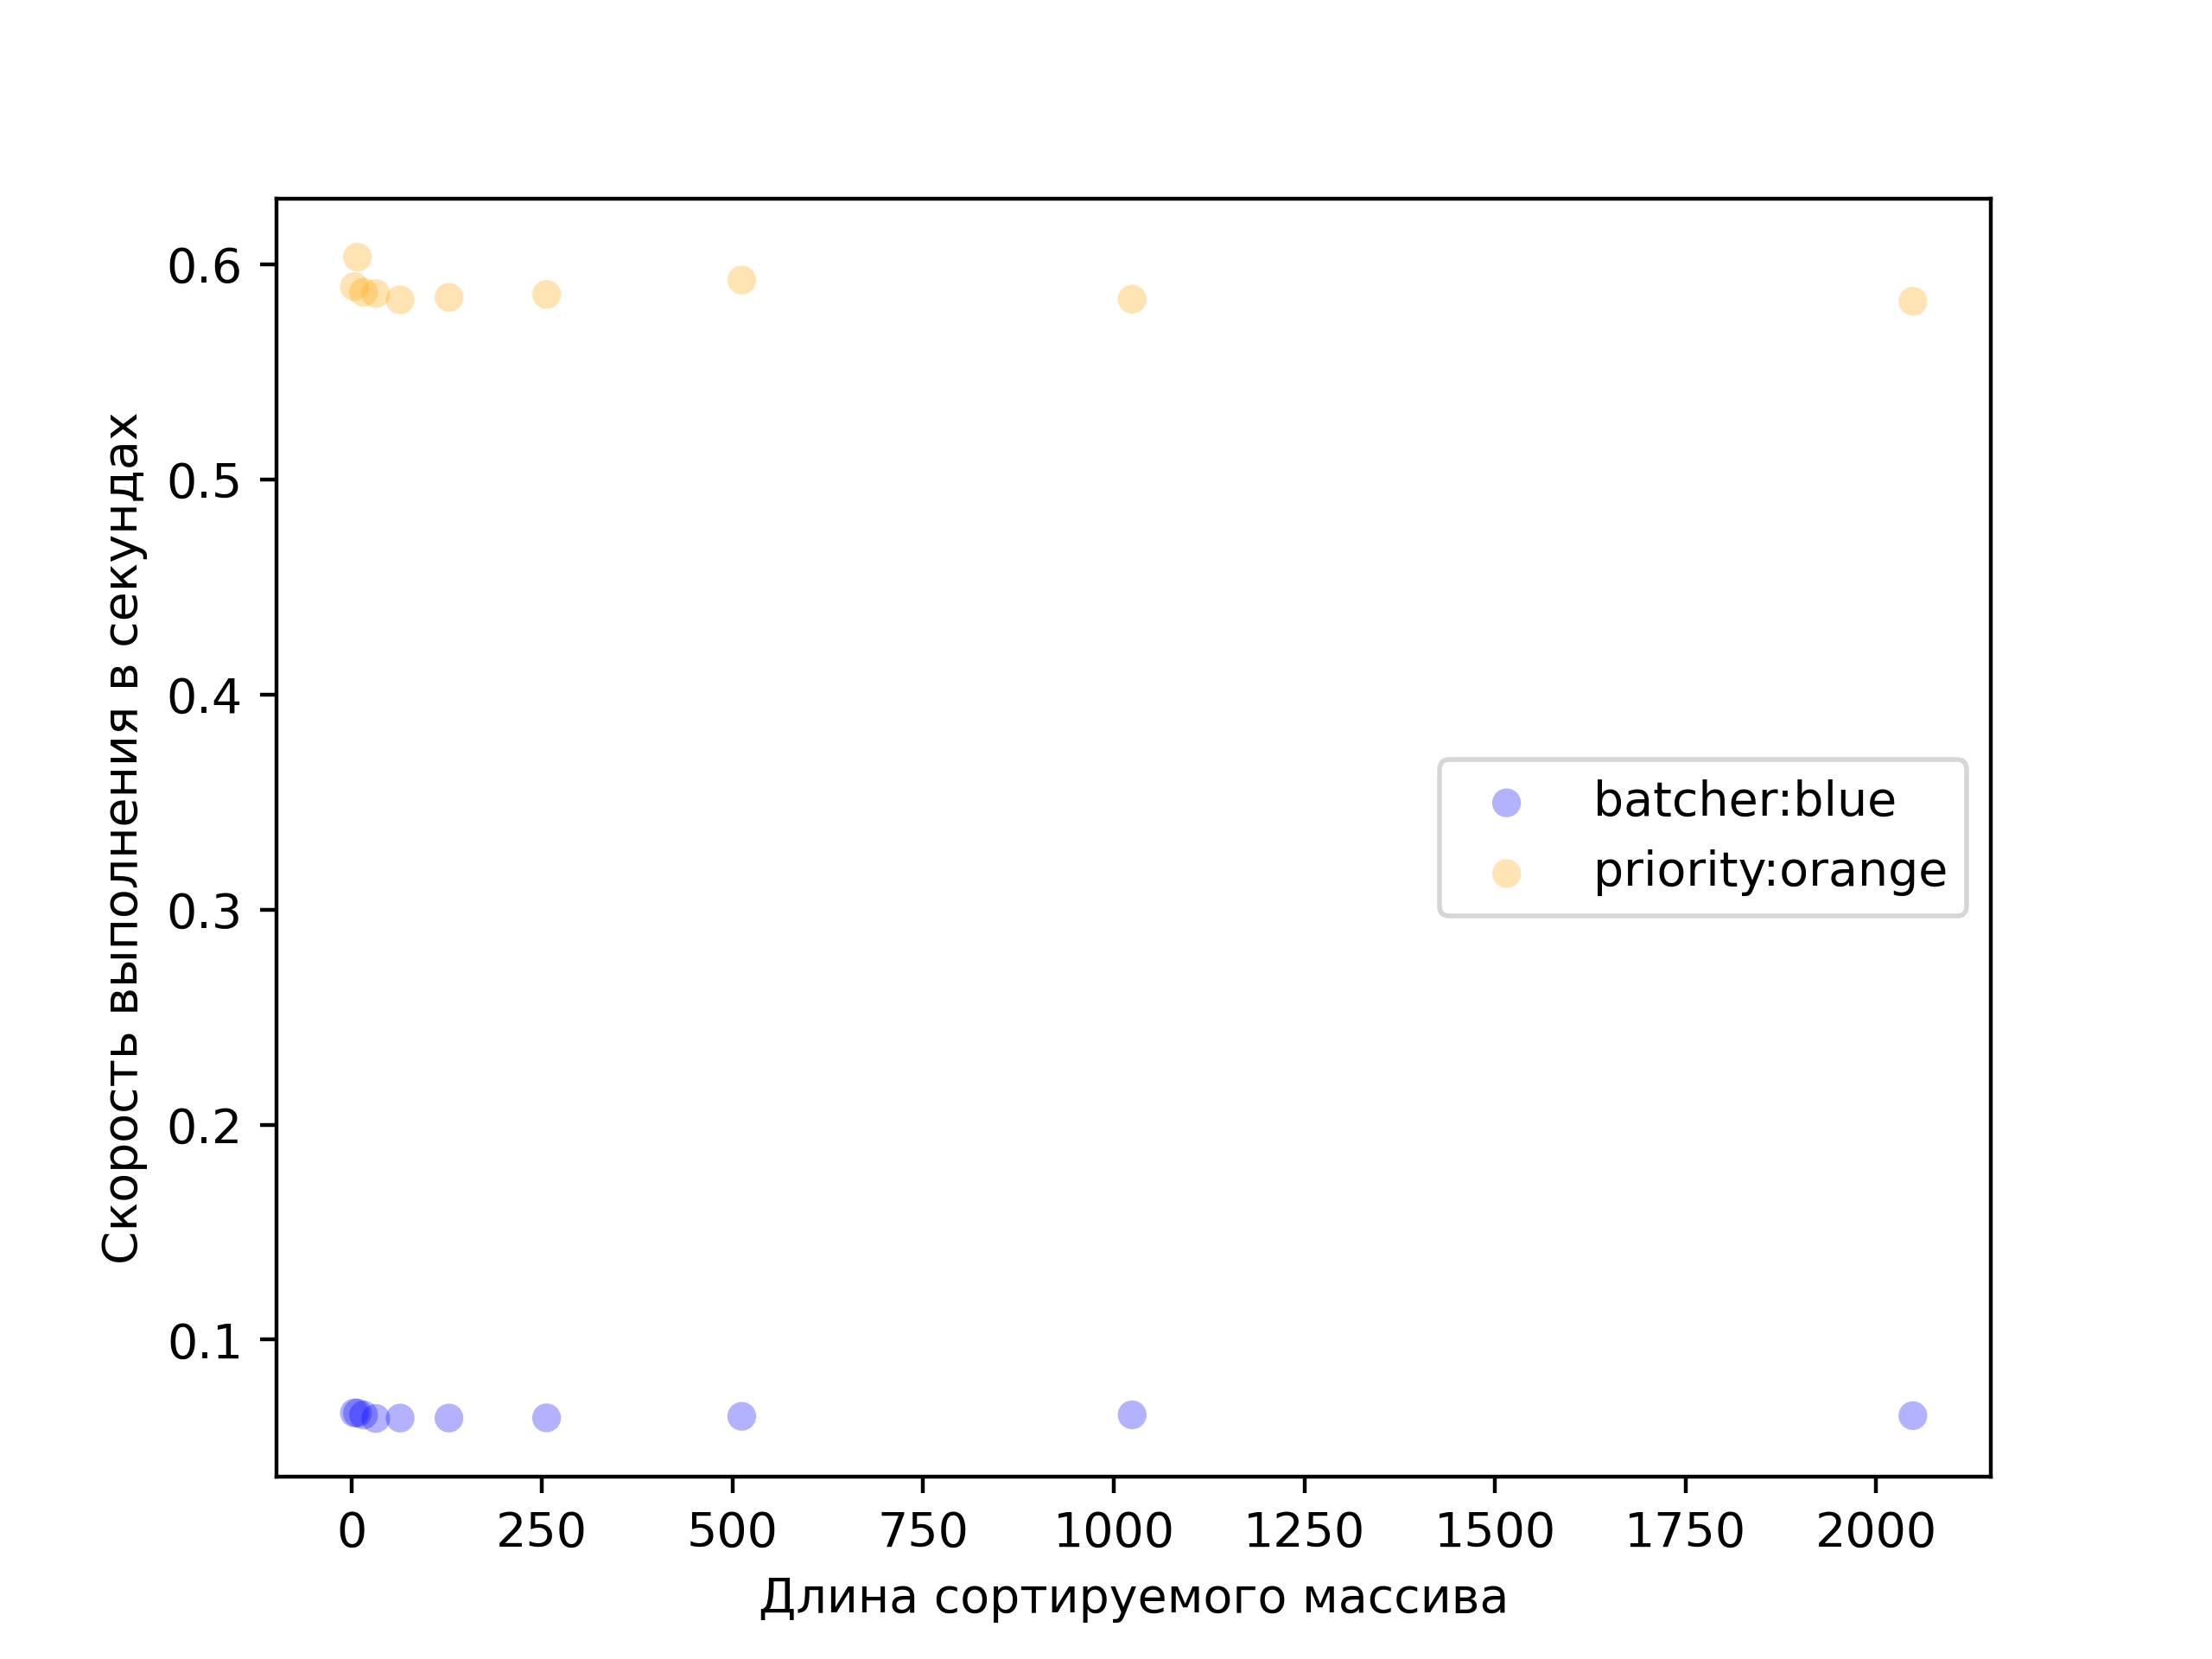 Скорость выполнения в секундах
0.6
0.5
0.4
0.3
0.2
0.1
batcher:blue
priority:orange
0 250 500 750 1000 1250 1500 1750 2000
Длина сортируемого массива